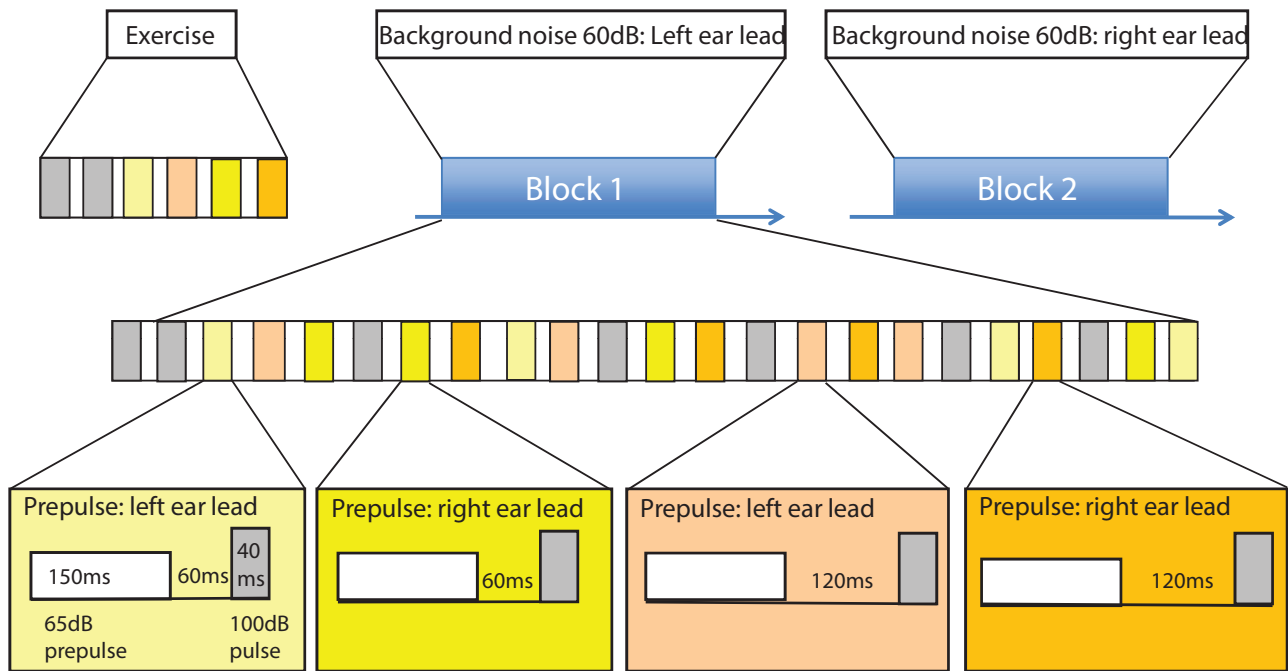 Exercise
Background noise 60dB: Left ear lead
Background noise 60dB: right ear lead
Block 1
Block 2
Prepulse: left ear lead
150ms
60ms
40
ms
65dB
prepulse
100dB
pulse
Prepulse: right ear lead
60ms
Prepulse: left ear lead
120ms
Prepulse: right ear lead
120ms